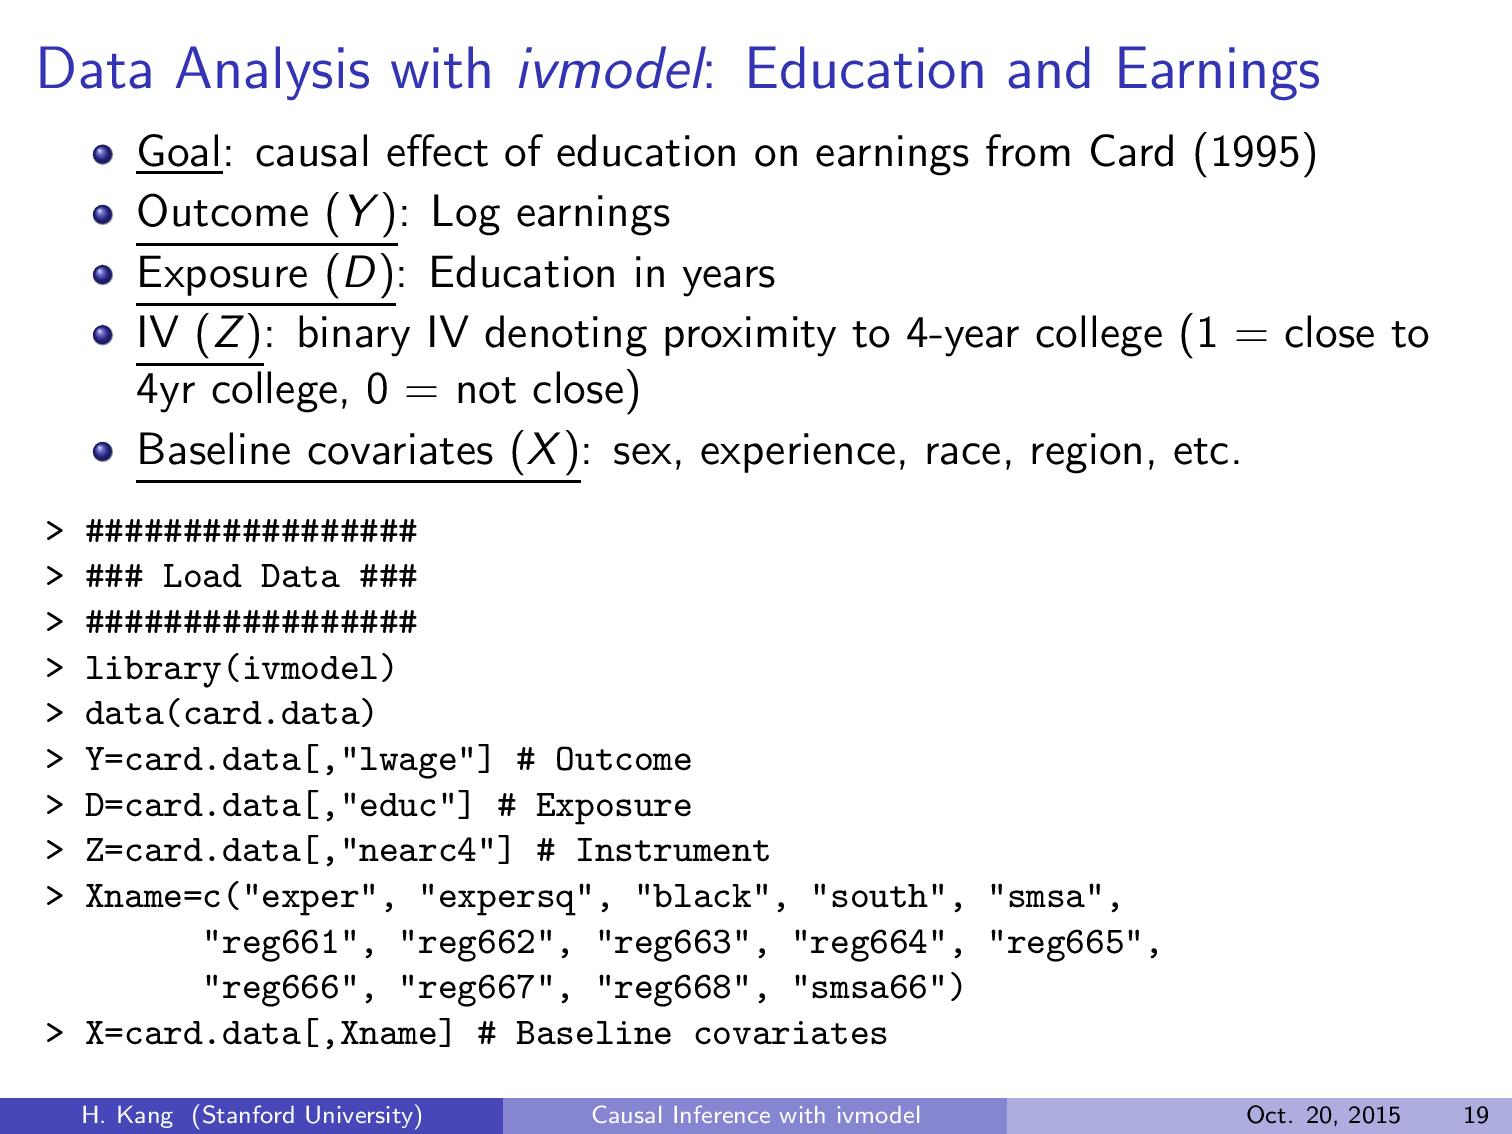 Data Analysis with ivmodel: Education and Earnings
Goal: causal effect of education on earnings from Card (1995)
Outcome (Y): Log earnings
Exposure (D): Education in years
IV (Z): binary IV denoting proximity to 4-year college (1 = close to
4yr college, 0 = not close)
Baseline covariates (X): sex, experience, race, region, etc.
> #################
> ### Load Data ###
> #################
> library(ivmodel)
> data(card.data)
> Y=card.data[,"lwage"] # Outcome
> D=card.data[,"educ"] # Exposure
> Z=card.data[,"nearc4"] # Instrument
> Xname=c("exper", "expersq", "black", "south", "smsa",
"reg661", "reg662", "reg663", "reg664", "reg665",
"reg666", "reg667", "reg668", "smsa66")
> X=card.data[,Xname] # Baseline covariates
H. Kang (Stanford University) Causal Inference with ivmodel Oct. 20, 2015 19